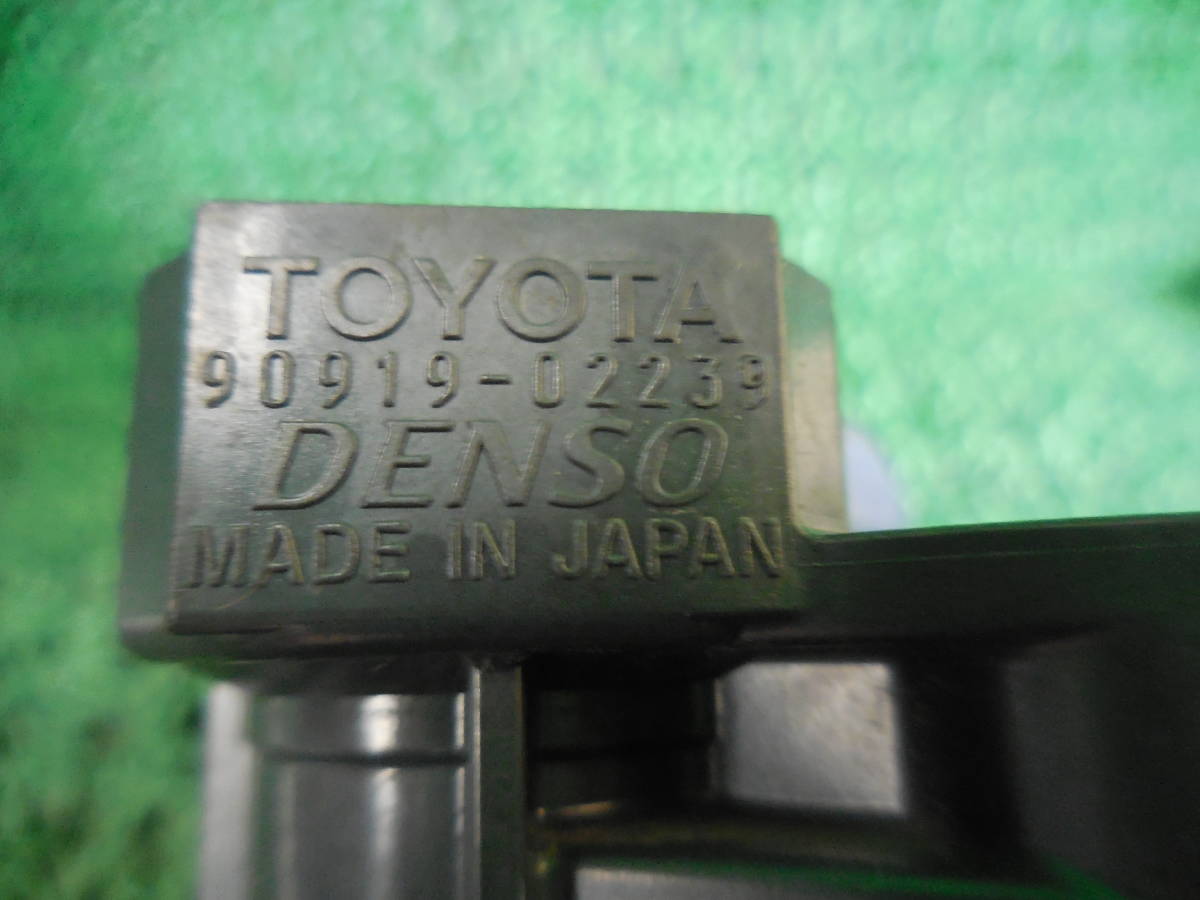 TOYOTA
90919-02239
DENSO
MADE IN JAPAN